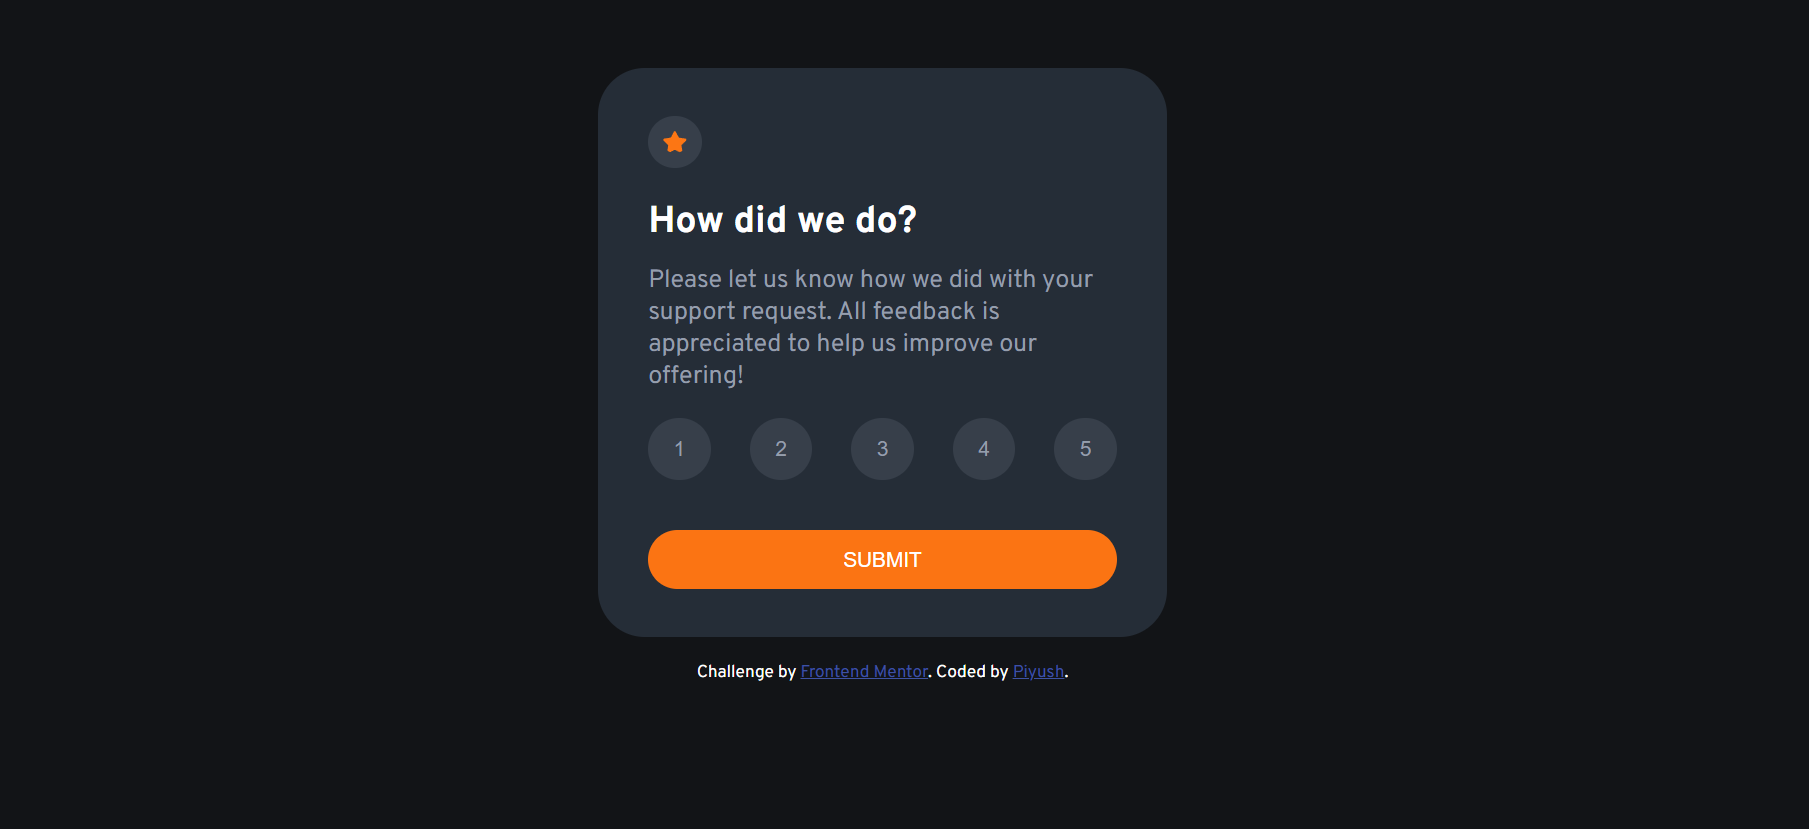 How did we do?
Please let us know how we did with your
support request. All feedback is
appreciated to help us improve our
offering!
1 2 3 4 5
SUBMIT
Challenge by Frontend Mentor. Coded by Piyush.